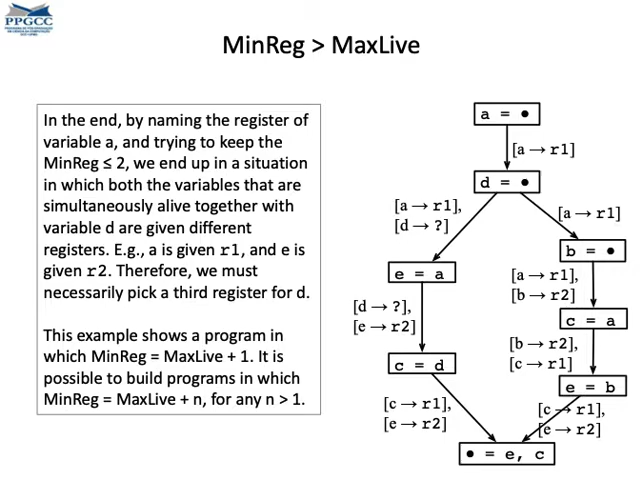 PPGCC
MinReg > MaxLive
In the end, by naming the register of
variable a, and trying to keep the
MinReg ≤ 2, we end up in a situation
in which both the variables that are
simultaneously alive together with
variable d are given different
registers. E.g., a is given r1, and e is
given r2. Therefore, we must
necessarily pick a third register for d.
This example shows a program in
which MinReg = MaxLive + 1. It is
possible to build programs in which
MinReg = MaxLive + n, for any n > 1.
a = •
[a → r1]
d = •
[a → r1],
[d → ?]
[a → r1]
b = •
e = a
[a → r1],
[b → r2]
[d → ?],
[e → r2]
c = a
[b → r2],
[c → r1]
c = d
e = b
[c → r1],
[e → r2]
[c → r1],
[e → r2]
• = e, c